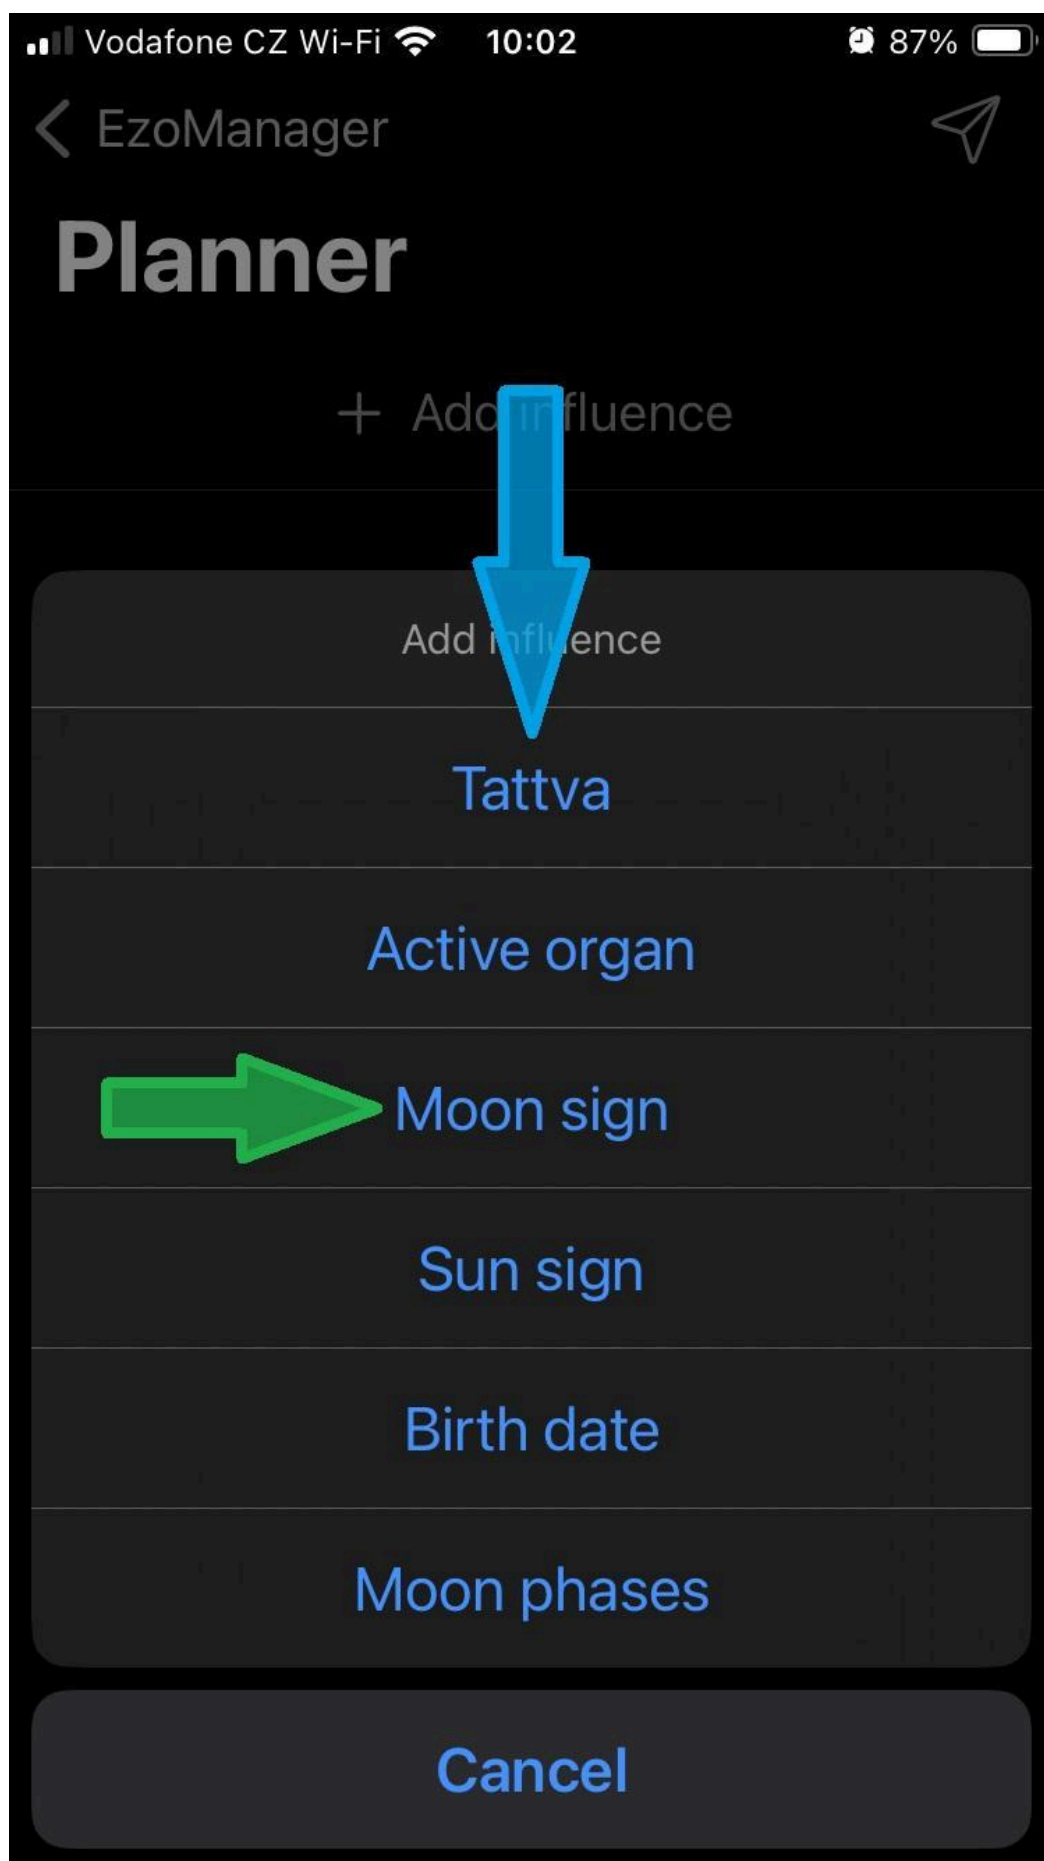 Vodafone CZ Wi-Fi 10:02 87%
EzoManager
Planner
+ Add influence
Add influence
Tattva
Active organ
Moon sign
Sun sign
Birth date
Moon phases
Cancel